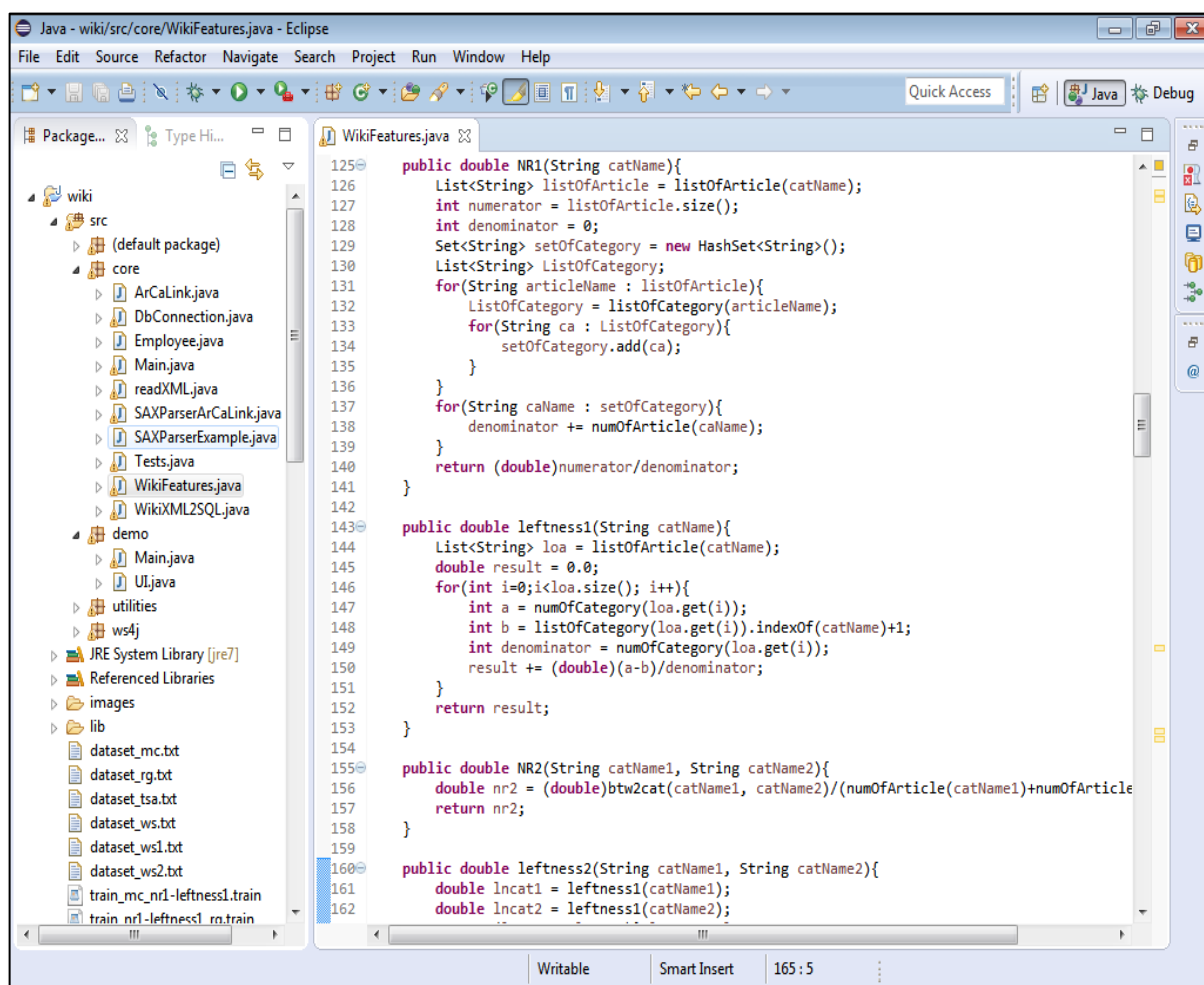 Java - wiki/src/core/WikiFeatures.java - Eclipse
File Edit Source Refactor Navigate Search Project Run Window Help
Quick Access Java Debug
Package... Type Hi...
wiki
src
(default package)
core
ArCaLink.java
DbConnection.java
Employee.java
Main.java
readXML.java
SAXParserArCaLink.java
SAXParserExample.java
Tests.java
WikiFeatures.java
WikiXML2SQL.java
demo
Main.java
UI.java
utilities
ws4j
JRE System Library [jre7]
Referenced Libraries
images
lib
dataset_mc.txt
dataset_rg.txt
dataset_tsa.txt
dataset_ws.txt
dataset_ws1.txt
dataset_ws2.txt
train_mc_nr1-leftness1.train
train_nr1-leftness1_rg.train
WikiFeatures.java
125 public double NR1(String catName){
126 List<String> listOfArticle = listOfArticle(catName);
127 int numerator = listOfArticle.size();
128 int denominator = 0;
129 Set<String> setOfCategory = new HashSet<String>();
130 List<String> ListOfCategory;
131 for(String articleName : listOfArticle){
132 ListOfCategory = listOfCategory(articleName);
133 for(String ca : ListOfCategory){
134 setOfCategory.add(ca);
135 }
136 }
137 for(String caName : setOfCategory){
138 denominator += numOfArticle(caName);
139 }
140 return (double)numerator/denominator;
141 }
142
143 public double leftness1(String catName){
144 List<String> loa = listOfArticle(catName);
145 double result = 0.0;
146 for(int i=0;i<loa.size(); i++){
147 int a = numOfCategory(loa.get(i));
148 int b = listOfCategory(loa.get(i)).indexOf(catName)+1;
149 int denominator = numOfCategory(loa.get(i));
150 result += (double)(a-b)/denominator;
151 }
152 return result;
153 }
154
155 public double NR2(String catName1, String catName2){
156 double nr2 = (double)btw2cat(catName1, catName2)/(numOfArticle(catName1)+numOfArticle
157 return nr2;
158 }
159
160 public double leftness2(String catName1, String catName2){
161 double lncat1 = leftness1(catName1);
162 double lncat2 = leftness1(catName2);
Writable Smart Insert 165 : 5